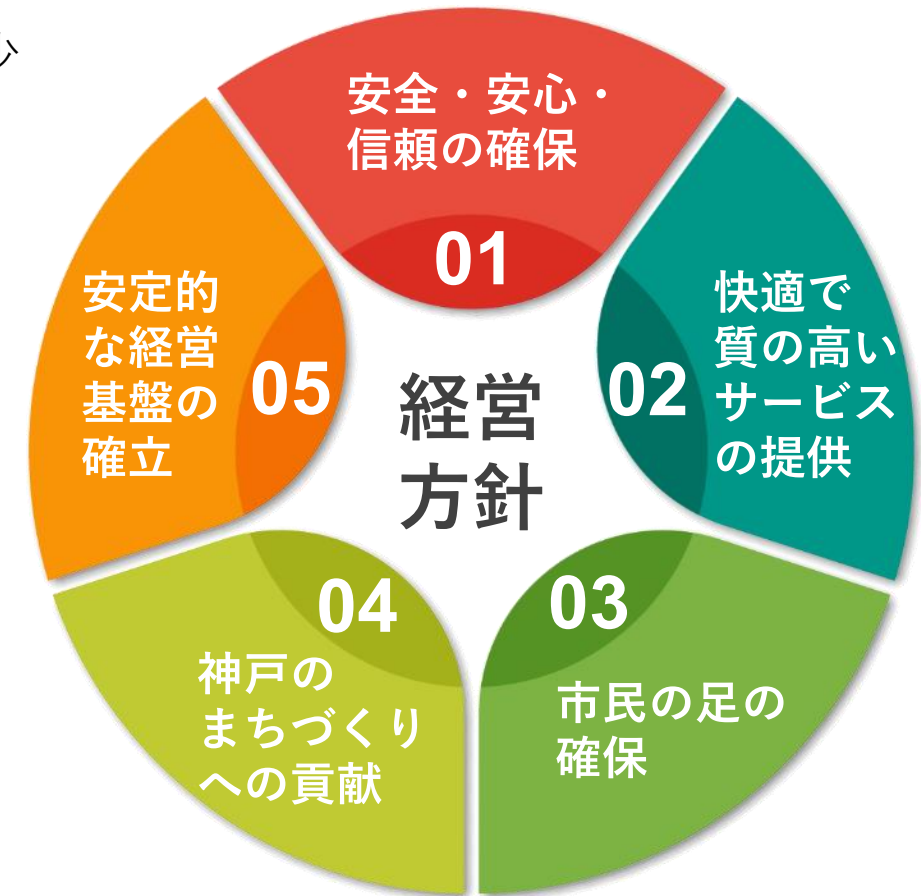 安全・安心・
信頼の確保
01
快適で
質の高い
サービス
の提供
02
市民の足の
確保
03
神戸の
まちづくり
への貢献
04
安定的
な経営
基盤の
確立
05
経営
方針